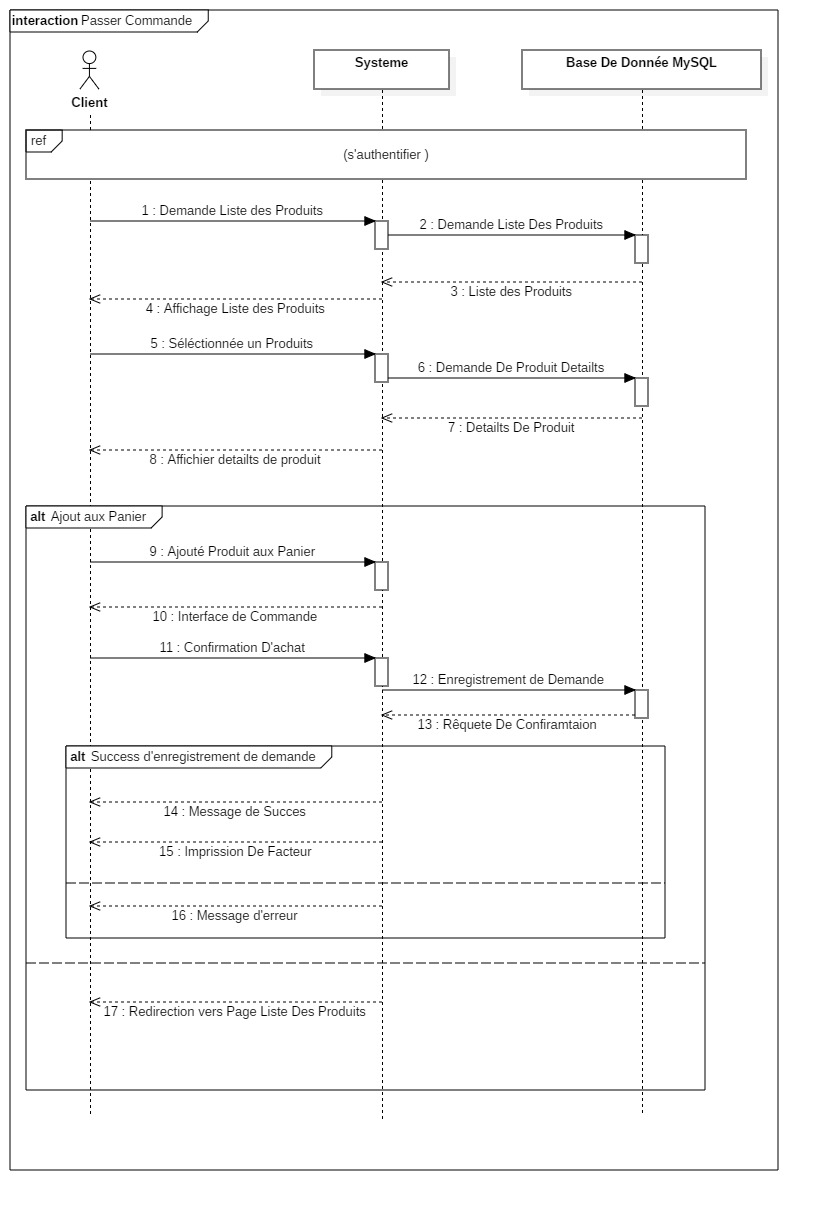 interaction Passer Commande
Client
Systeme
Base De Donnée MySQL
ref
(s'authentifier )
1 : Demande Liste des Produits
2 : Demande Liste Des Produits
3 : Liste des Produits
4 : Affichage Liste des Produits
5 : Séléctionnée un Produits
6 : Demande De Produit Detailts
7 : Detailts De Produit
8 : Affichier detailts de produit
alt Ajout aux Panier
9 : Ajouté Produit aux Panier
10 : Interface de Commande
11 : Confirmation D'achat
12 : Enregistrement de Demande
13 : Rêquete De Confiramtaion
alt Success d'enregistrement de demande
14 : Message de Succes
15 : Imprission De Facteur
16 : Message d'erreur
17 : Redirection vers Page Liste Des Produits